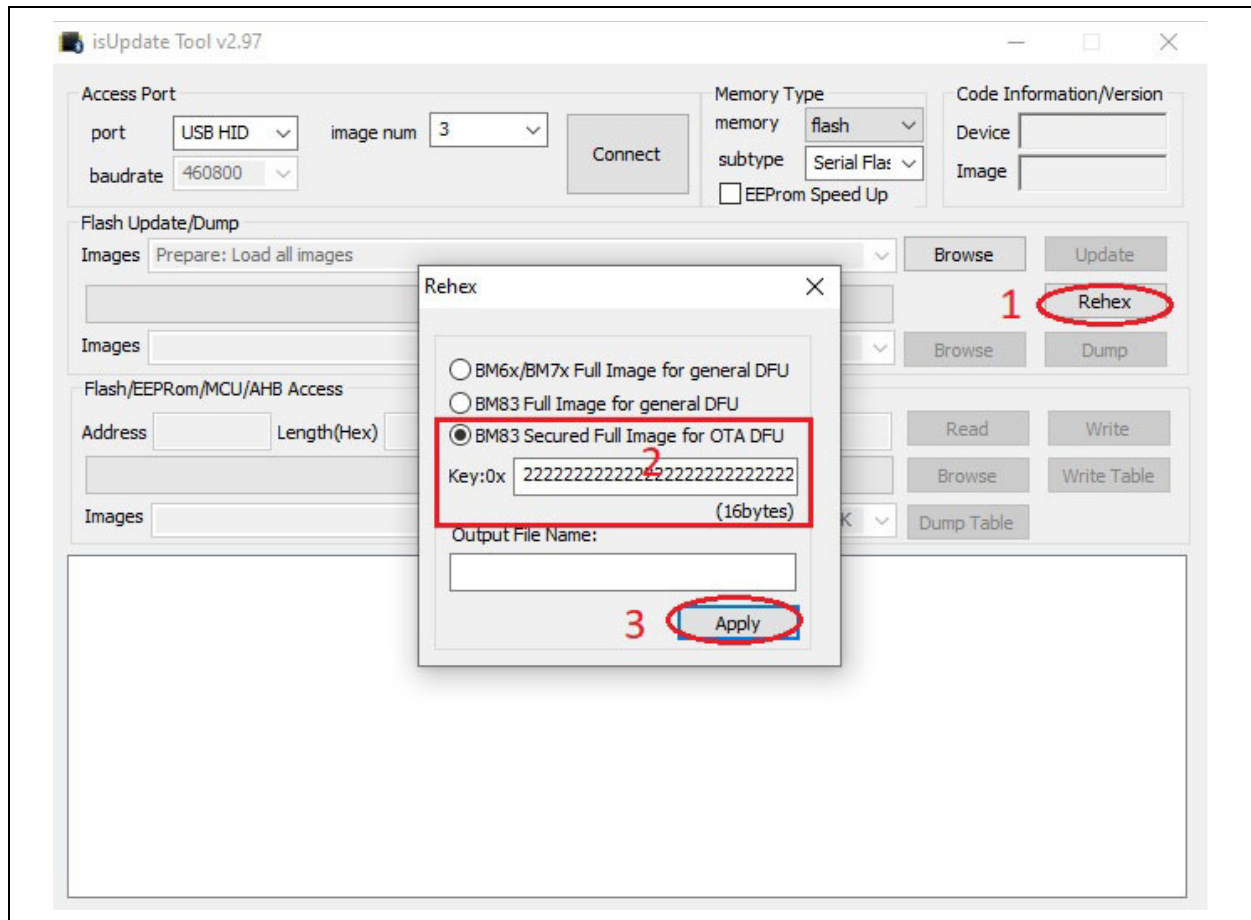 isUpdate Tool v2.97
Access Port
port USB HID image num 3 Connect
baudrate 460800
Memory Type
memory flash
subtype Serial Flas
EEProm Speed Up
Code Information/Version
Device
Image
Flash Update/Dump
Images Prepare: Load all images Browse Update
1 Rehex
Images Browse Dump
Flash/EEPRom/MCU/AHB Access
Address Length(Hex) Read Write
Browse Write Table
Images K Dump Table
Rehex
BM6x/BM7x Full Image for general DFU
BM83 Full Image for general DFU
BM83 Secured Full Image for OTA DFU
2
Key:0x
(16bytes)
Output File Name:
3 Apply